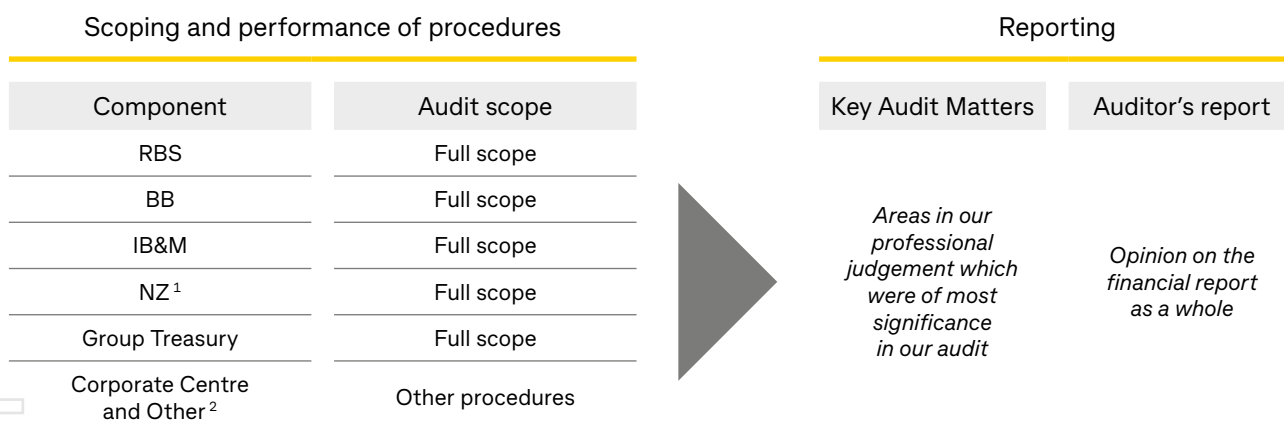 Scoping and performance of procedures
Reporting
Component
Audit scope
Key Audit Matters
Auditor’s report
RBS
Full scope
BB
Full scope
IB&M
Full scope
NZ 1
Full scope
Group Treasury
Full scope
Corporate Centre
and Other 2
Other procedures
Areas in our
professional
judgement which
were of most
significance
in our audit
Opinion on the
financial report
as a whole